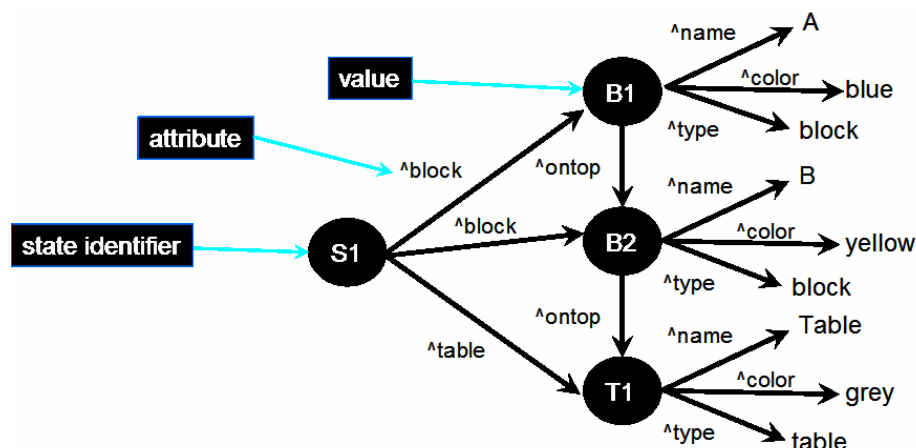 ^name
A
value
B1
^color
blue
attribute
^type
block
^block
^ontop
^name
B
^block
state identifier
S1
B2
^color
yellow
^type
block
^ontop
^name
Table
^table
T1
^color
grey
^type
table